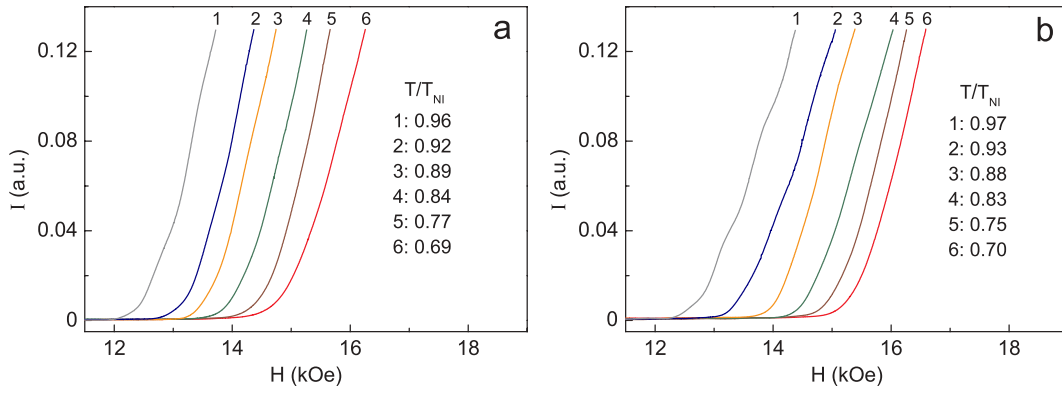 1 2 3 4 5 6
a
0.12
T/T_NI
1: 0.96
2: 0.92
3: 0.89
4: 0.84
5: 0.77
6: 0.69
0.08
0.04
0
I (a.u.)
12 14 16 18
H (kOe)
1 2 3 4 5 6
b
0.12
T/T_NI
1: 0.97
2: 0.93
3: 0.88
4: 0.83
5: 0.75
6: 0.70
0.08
0.04
0
I (a.u.)
12 14 16 18
H (kOe)